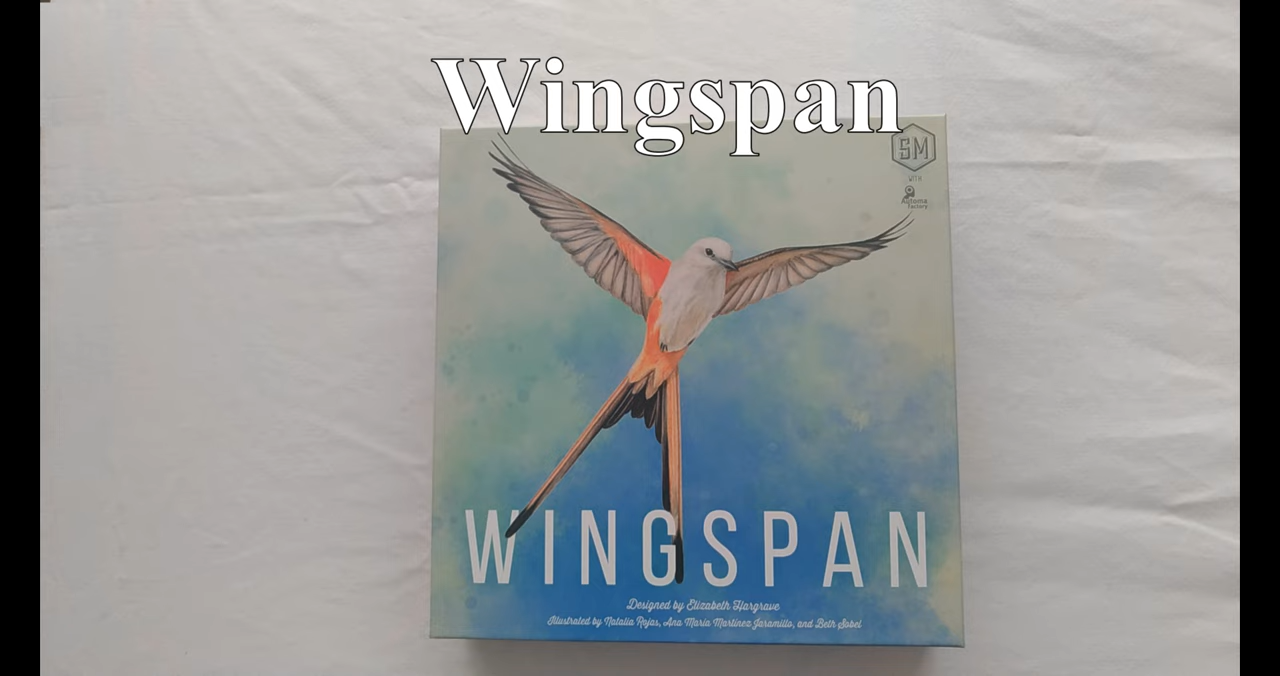 Wingspan
SM
WITH
Automa
Factory
WINGSPAN
Designed by Elizabeth Hargrave
Illustrated by Natalia Rojas, Ana Maria Martinez Jaramillo, and Beth Sobel